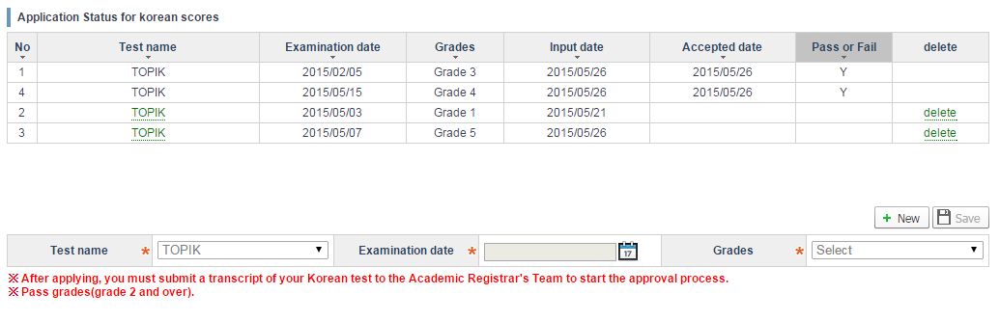 Application Status for korean scores
No Test name Examination date Grades Input date Accepted date Pass or Fail delete
1 TOPIK 2015/02/05 Grade 3 2015/05/26 2015/05/26 Y
4 TOPIK 2015/05/15 Grade 4 2015/05/26 2015/05/26 Y
2 TOPIK 2015/05/03 Grade 1 2015/05/21 delete
3 TOPIK 2015/05/07 Grade 5 2015/05/26 delete
+ New Save
Test name * TOPIK Examination date * 17 Grades * Select
※ After applying, you must submit a transcript of your Korean test to the Academic Registrar's Team to start the approval process.
※ Pass grades(grade 2 and over).